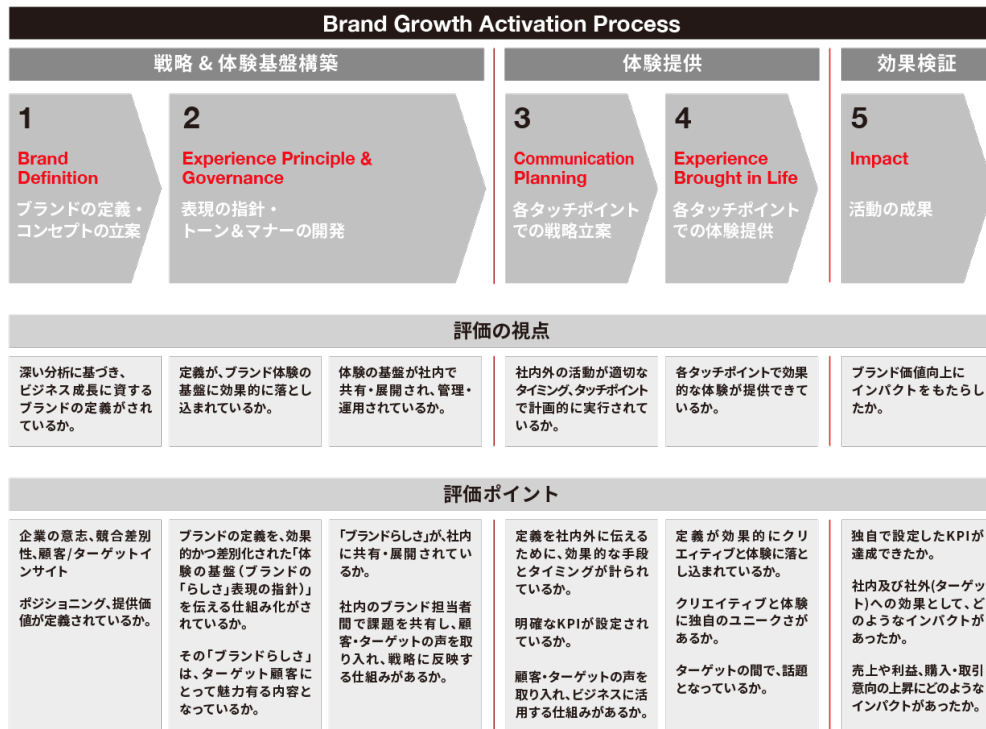 Brand Growth Activation Process
戦略 & 体験基盤構築
体験提供
効果検証
1
Brand
Definition
ブランドの定義・
コンセプトの立案
2
Experience Principle &
Governance
表現の指針・
トーン＆マナーの開発
3
Communication
Planning
各タッチポイント
での戦略立案
4
Experience
Brought in Life
各タッチポイント
での体験提供
5
Impact
活動の成果
評価の視点
深い分析に基づき、
ビジネス成長に資する
ブランドの定義がされ
ているか。
定義が、ブランド体験の
基盤に効果的に落とし
込まれているか。
体験の基盤が社内で
共有・展開され、管理・
運用されているか。
社内外の活動が適切な
タイミング、タッチポイント
で計画的に実行されて
いるか。
各タッチポイントで効果
的な体験が提供できて
いるか。
ブランド価値向上に
インパクトをもたらし
たか。
評価ポイント
企業の意志、競合差別
性、顧客/ターゲットイ
ンサイト
ポジショニング、提供価
値が定義されているか。
ブランドの定義を、効果
的かつ差別化された「体
験の基盤（ブランドの
「らしさ」表現の指針）」
を伝える仕組み化がさ
れているか。
その「ブランドらしさ」
は、ターゲット顧客に
とって魅力有る内容と
なっているか。
「ブランドらしさ」が、社内
に共有・展開されてい
るか。
社内のブランド担当者
間で課題を共有し、顧
客・ターゲットの声を取
り入れ、戦略に反映す
る仕組みがあるか。
定義を社内外に伝える
ために、効果的な手段
とタイミングが計られ
ているか。
明確なKPIが設定され
ているか。
顧客・ターゲットの声を
取り入れ、ビジネスに活
用する仕組みがあるか。
定義が効果的にクリ
エィティブと体験に落と
し込まれているか。
クリエイティブと体験
に独自のユニークさが
あるか。
ターゲットの間で、話題
となっているか。
独自で設定したKPIが
達成できたか。
社内及び社外(ターゲッ
ト)への効果として、ど
のようなインパクトが
あったか。
売上や利益、購入・取引
意向の上昇にどのような
インパクトがあったか。